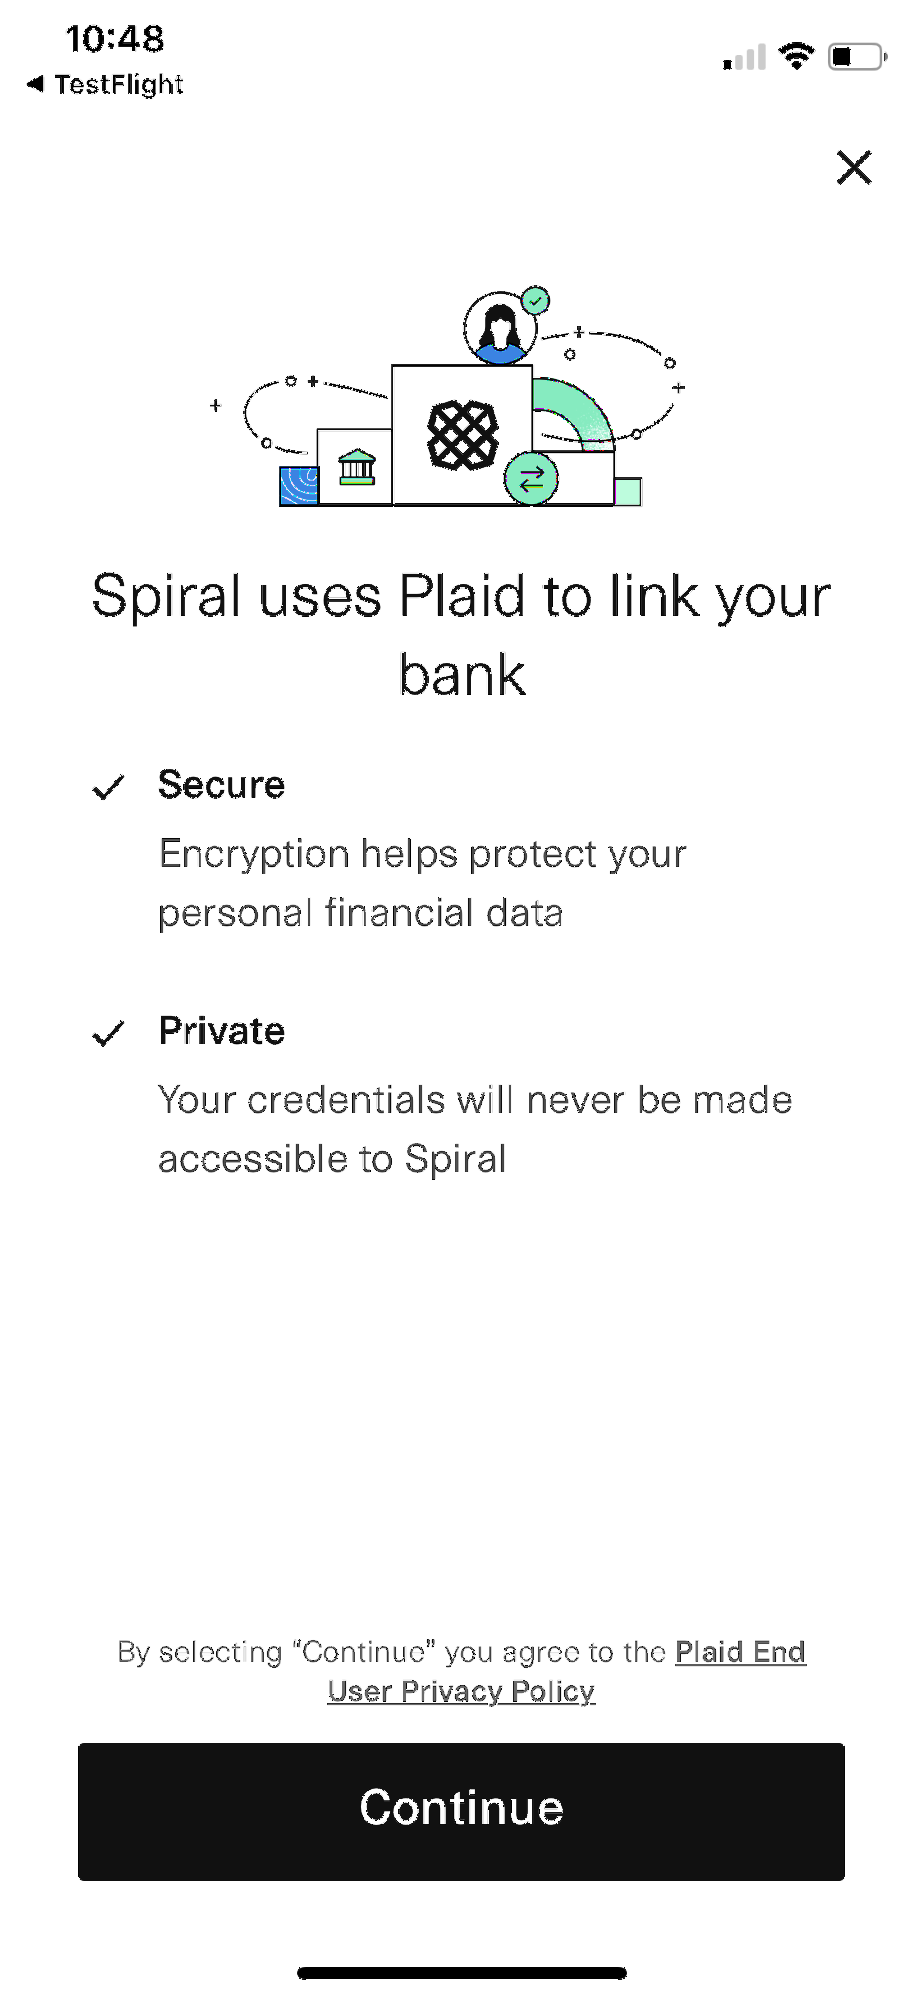 10:48
TestFlight
Spiral uses Plaid to link your
bank
Secure
Encryption helps protect your
personal financial data
Private
Your credentials will never be made
accessible to Spiral
By selecting “Continue” you agree to the Plaid End
User Privacy Policy
Continue